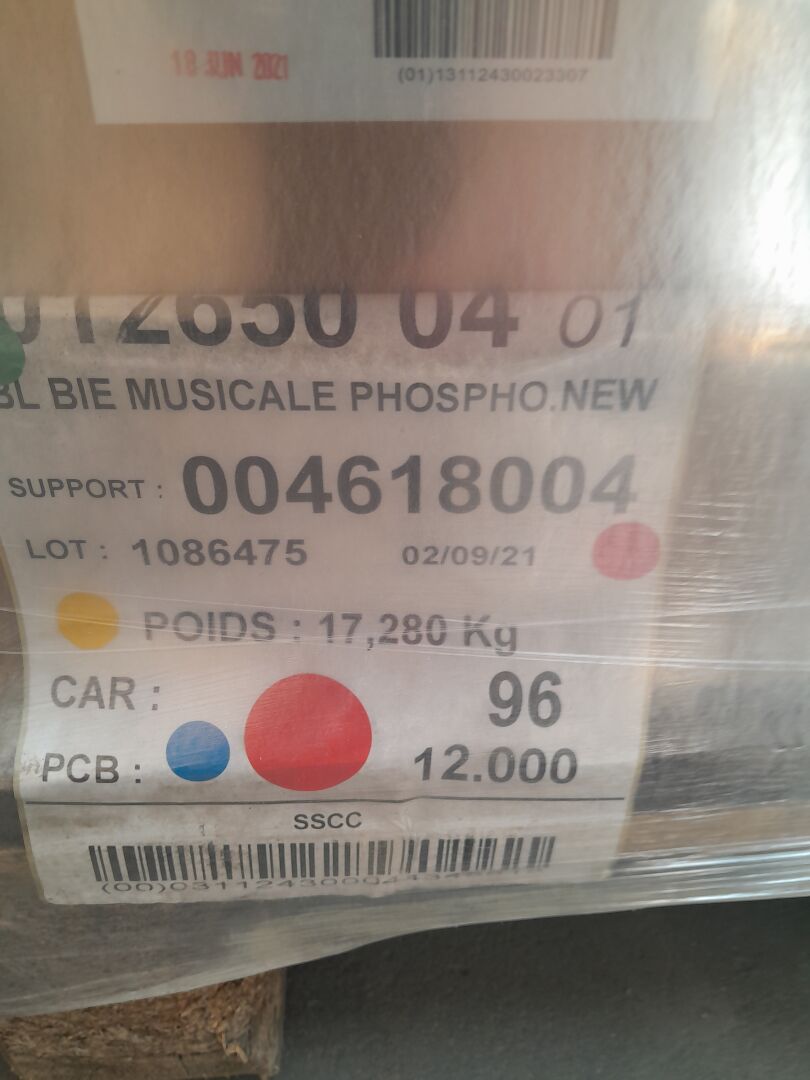 18 JUN 2021
(01)13112430023307
012650 04 01
BL BIE MUSICALE PHOSPHO.NEW
SUPPORT : 004618004
LOT : 1086475 02/09/21
POIDS : 17,280 Kg
CAR : 96
PCB : 12.000
SSCC